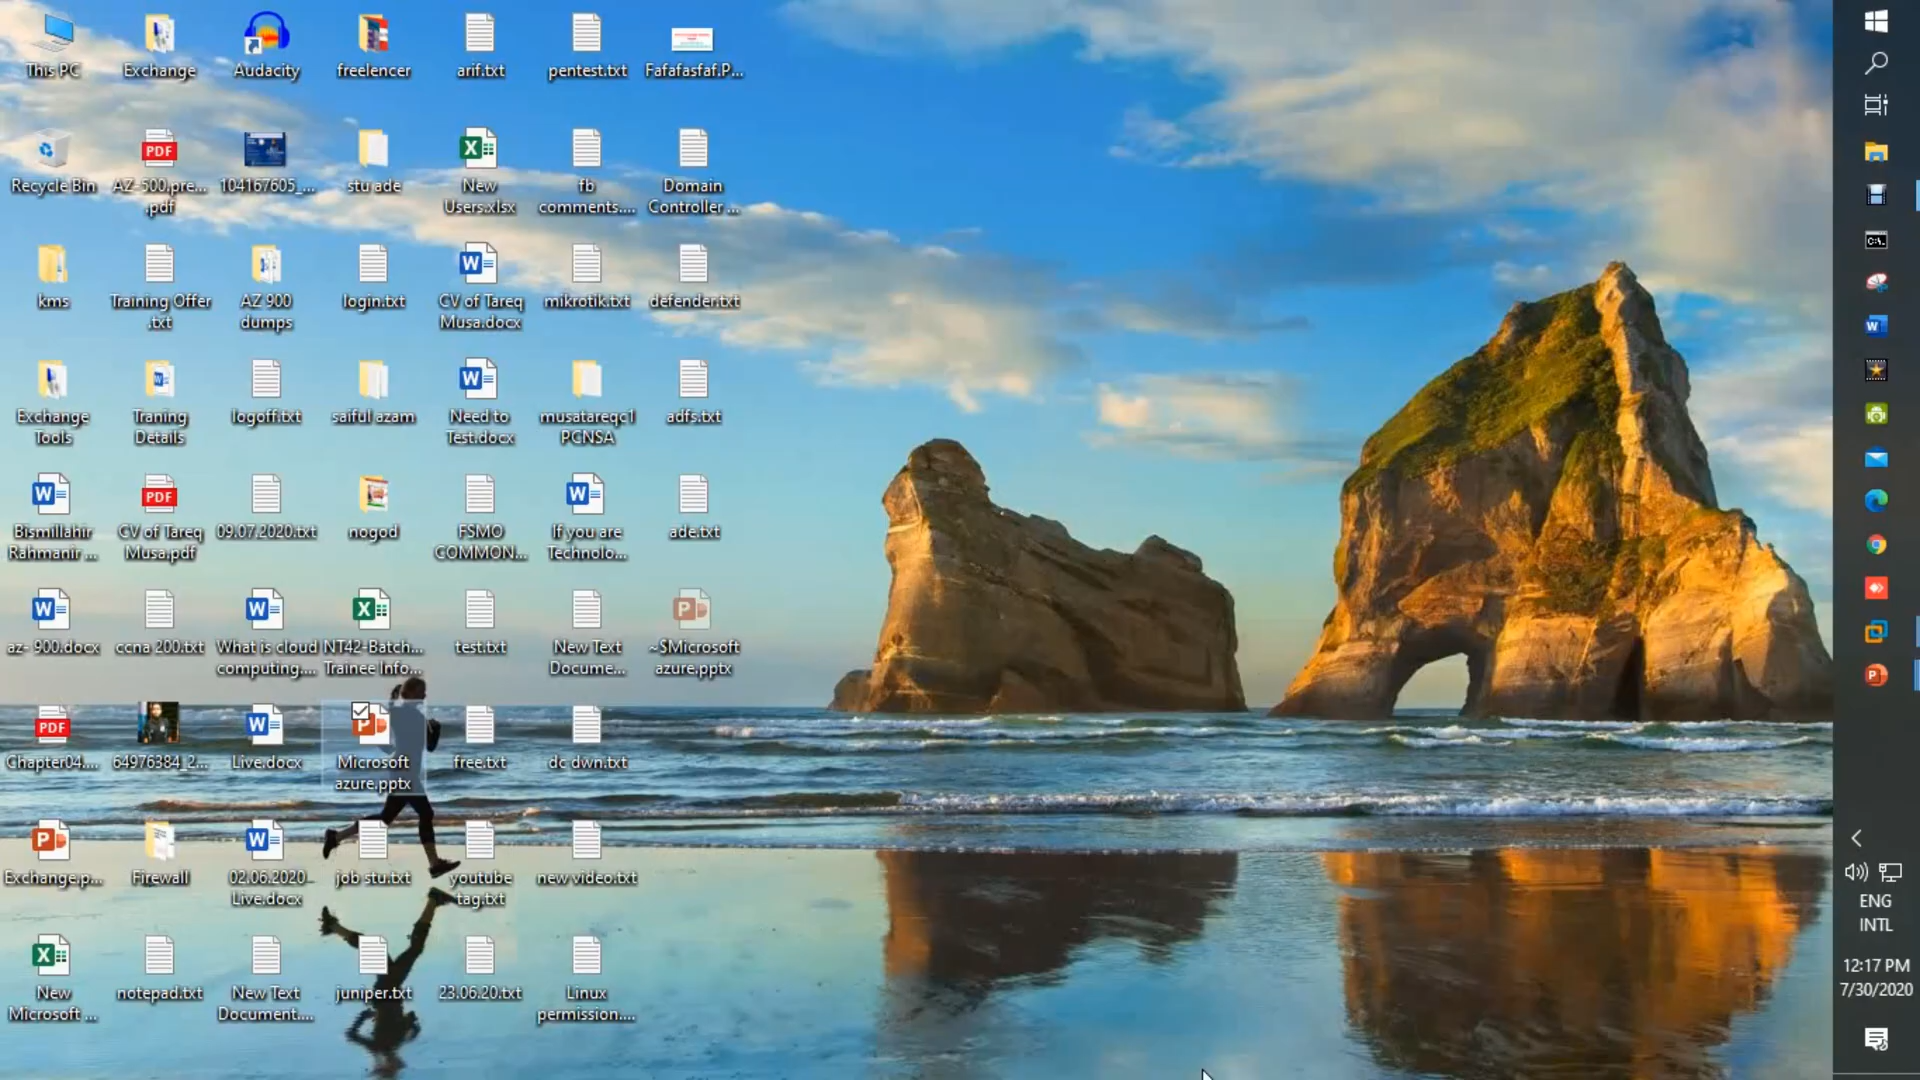 This PC
Exchange
Audacity
freelencer
arif.txt
pentest.txt
Fafafasfaf.P...
Recycle Bin
AZ-500.pre...
.pdf
104167605_...
stu ade
New
Users.xlsx
fb
comments....
Domain
Controller ...
kms
Training Offer
.txt
AZ 900
dumps
login.txt
CV of Tareq
Musa.docx
mikrotik.txt
defender.txt
Exchange
Tools
Traning
Details
logoff.txt
saiful azam
Need to
Test.docx
musatareqc1
PCNSA
adfs.txt
Bismillahir
Rahmanir ...
CV of Tareq
Musa.pdf
09.07.2020.txt
nogod
FSMO
COMMON...
If you are
Technolo...
ade.txt
az- 900.docx
ccna 200.txt
What is cloud
computing....
NT42-Batch...
Trainee Info...
test.txt
New Text
Docume...
~$Microsoft
azure.pptx
Chapter04....
64976384_2...
Live.docx
Microsoft
azure.pptx
free.txt
dc dwn.txt
Exchange.p...
Firewall
02.06.2020_
Live.docx
job stu.txt
youtube
tag.txt
new video.txt
New
Microsoft ...
notepad.txt
New Text
Document....
juniper.txt
23.06.20.txt
Linux
permission....
ENG
INTL
12:17 PM
7/30/2020